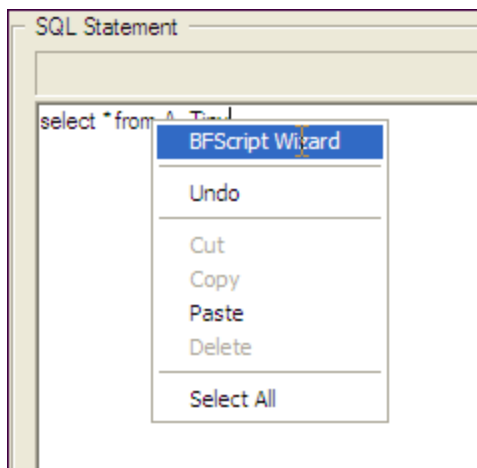 SQL Statement
select * from
BFScript Wizard
Undo
Cut
Copy
Paste
Delete
Select All